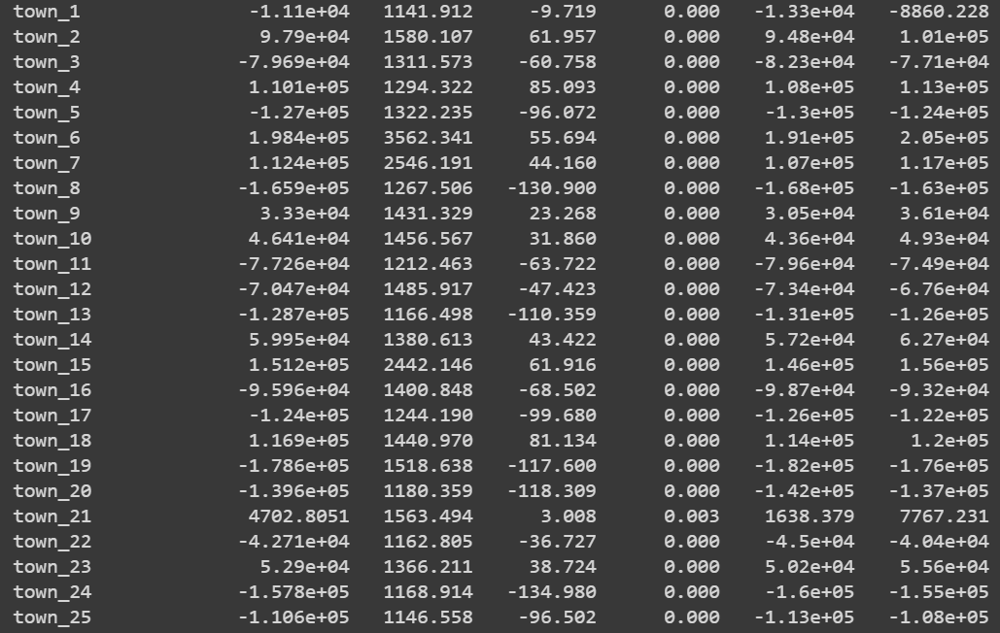 town_1 -1.11e+04 1141.912 -9.719 0.000 -1.33e+04 -8860.228
town_2 9.79e+04 1580.107 61.957 0.000 9.48e+04 1.01e+05
town_3 -7.969e+04 1311.573 -60.758 0.000 -8.23e+04 -7.71e+04
town_4 1.101e+05 1294.322 85.093 0.000 1.08e+05 1.13e+05
town_5 -1.27e+05 1322.235 -96.072 0.000 -1.3e+05 -1.24e+05
town_6 1.984e+05 3562.341 55.694 0.000 1.91e+05 2.05e+05
town_7 1.124e+05 2546.191 44.160 0.000 1.07e+05 1.17e+05
town_8 -1.659e+05 1267.506 -130.900 0.000 -1.68e+05 -1.63e+05
town_9 3.33e+04 1431.329 23.268 0.000 3.05e+04 3.61e+04
town_10 4.641e+04 1456.567 31.860 0.000 4.36e+04 4.93e+04
town_11 -7.726e+04 1212.463 -63.722 0.000 -7.96e+04 -7.49e+04
town_12 -7.047e+04 1485.917 -47.423 0.000 -7.34e+04 -6.76e+04
town_13 -1.287e+05 1166.498 -110.359 0.000 -1.31e+05 -1.26e+05
town_14 5.995e+04 1380.613 43.422 0.000 5.72e+04 6.27e+04
town_15 1.512e+05 2442.146 61.916 0.000 1.46e+05 1.56e+05
town_16 -9.596e+04 1400.848 -68.502 0.000 -9.87e+04 -9.32e+04
town_17 -1.24e+05 1244.190 -99.680 0.000 -1.26e+05 -1.22e+05
town_18 1.169e+05 1440.970 81.134 0.000 1.14e+05 1.2e+05
town_19 -1.786e+05 1518.638 -117.600 0.000 -1.82e+05 -1.76e+05
town_20 -1.396e+05 1180.359 -118.309 0.000 -1.42e+05 -1.37e+05
town_21 4702.8051 1563.494 3.008 0.003 1638.379 7767.231
town_22 -4.271e+04 1162.805 -36.727 0.000 -4.5e+04 -4.04e+04
town_23 5.29e+04 1366.211 38.724 0.000 5.02e+04 5.56e+04
town_24 -1.578e+05 1168.914 -134.980 0.000 -1.6e+05 -1.55e+05
town_25 -1.106e+05 1146.558 -96.502 0.000 -1.13e+05 -1.08e+05